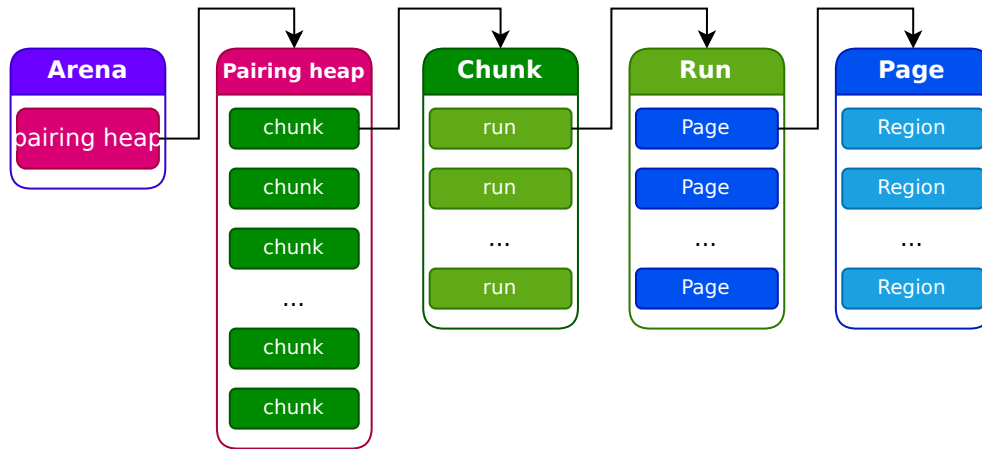 Arena
pairing heap
Pairing heap
chunk
chunk
chunk
...
chunk
chunk
Chunk
run
run
...
run
Run
Page
Page
...
Page
Page
Region
Region
...
Region